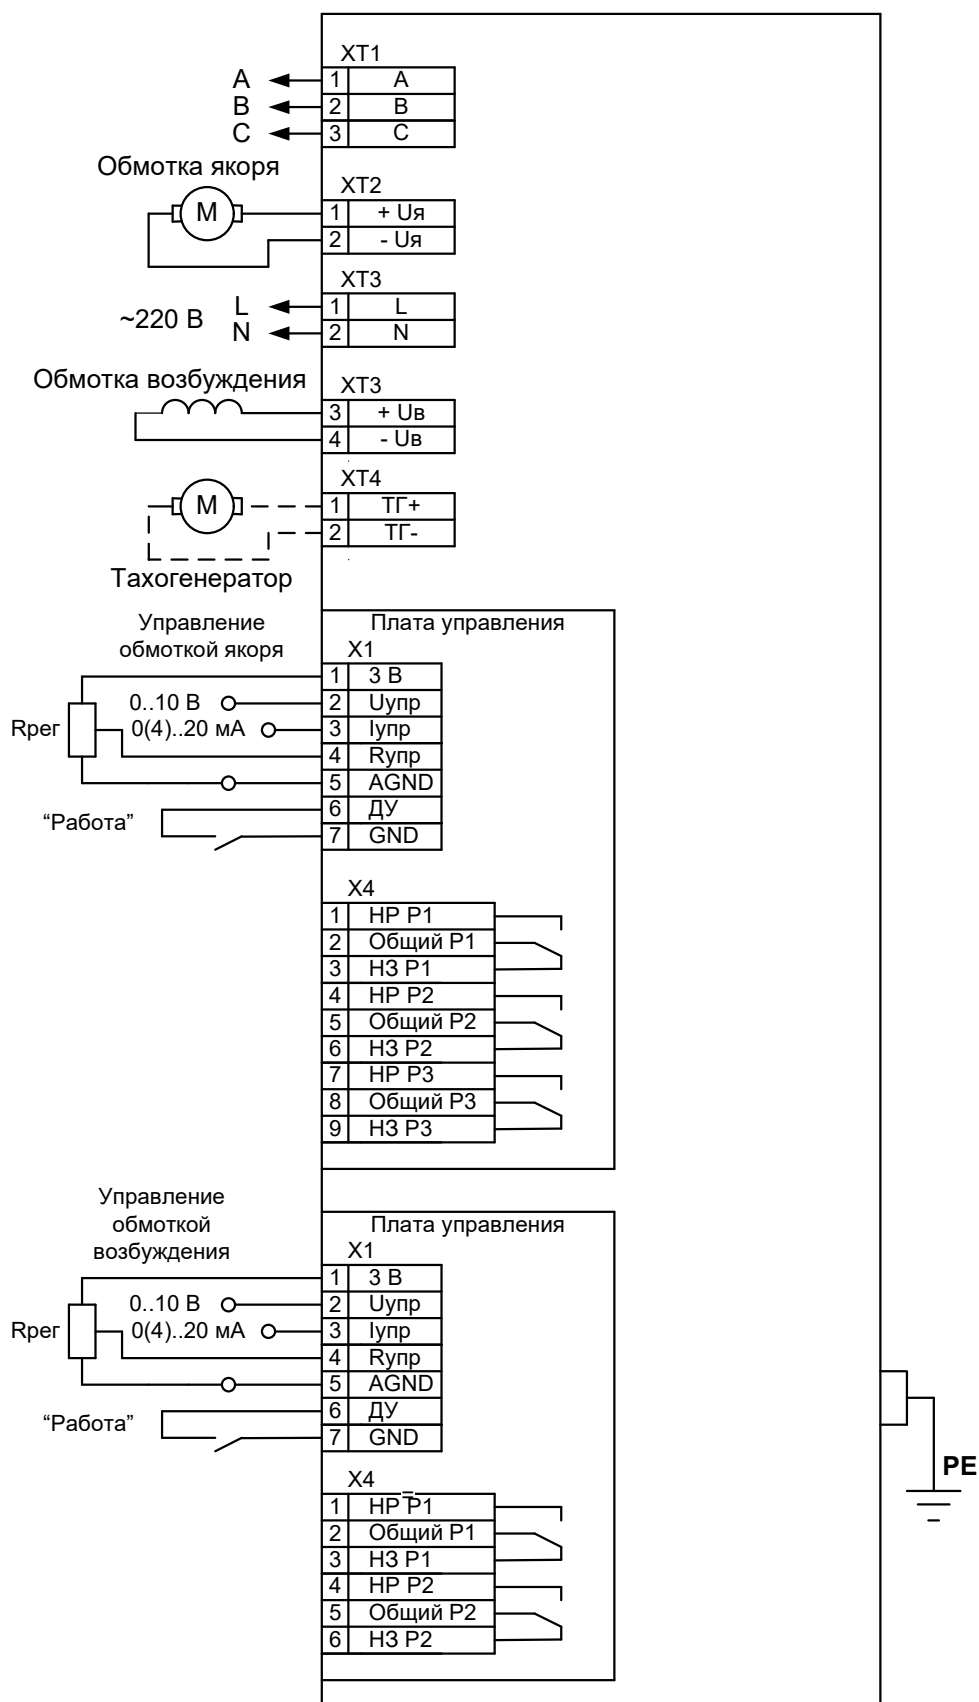 XT1
A 1 A
B 2 B
C 3 C
Обмотка якоря
XT2
M 1 + Uя
2 - Uя
XT3
~220 В
L 1 L
N 2 N
Обмотка возбуждения
XT3
3 + Uв
4 - Uв
XT4
M 1 ТГ+
2 ТГ-
Тахогенератор
Управление
обмоткой якоря
Плата управления
X1
1 3 В
0..10 В 2 Uупр
Rрег 0(4)..20 мА 3 Iупр
4 Rупр
5 AGND
6 ДУ
“Работа”
7 GND
X4
1 НР Р1
2 Общий Р1
3 НЗ Р1
4 НР Р2
5 Общий Р2
6 НЗ Р2
7 НР Р3
8 Общий Р3
9 НЗ Р3
Управление
обмоткой
возбуждения
Плата управления
X1
1 3 В
0..10 В 2 Uупр
Rрег 0(4)..20 мА 3 Iупр
4 Rупр
5 AGND
6 ДУ
“Работа”
7 GND
PE
X4
=
1 НР Р1
2 Общий Р1
3 НЗ Р1
4 НР Р2
5 Общий Р2
6 НЗ Р2